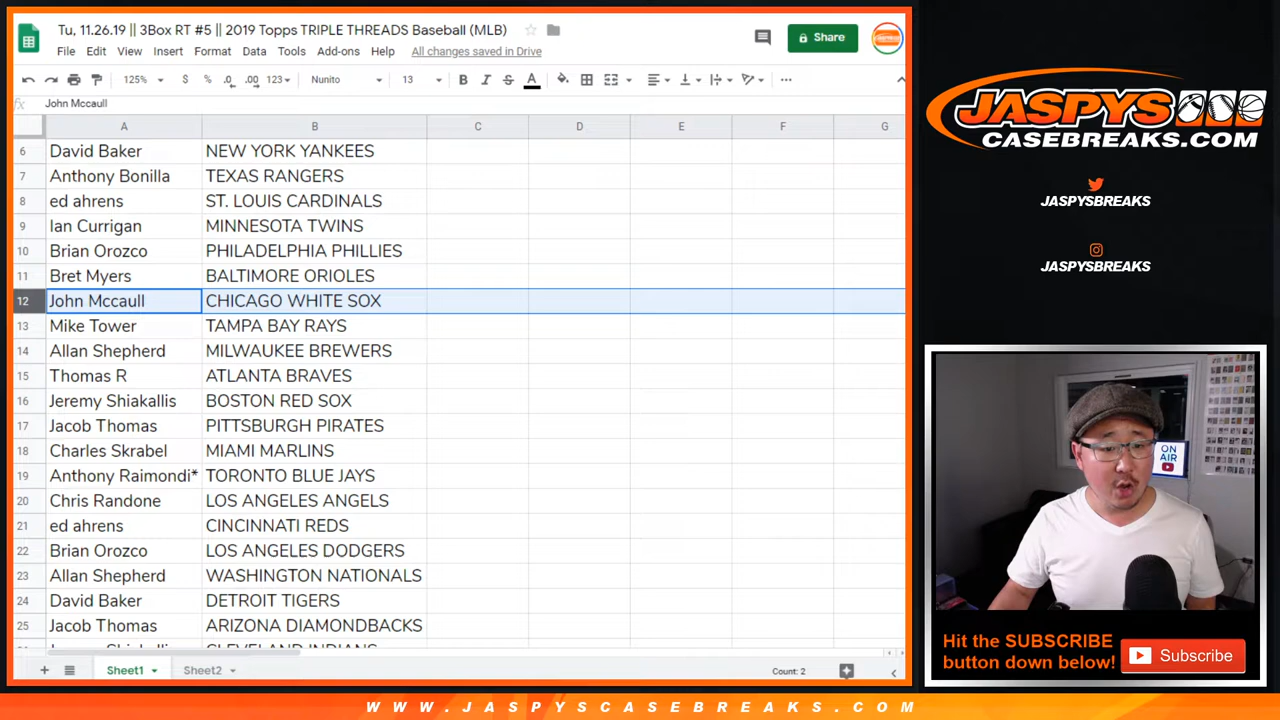 Tu, 11.26.19 || 3Box RT #5 || 2019 Topps TRIPLE THREADS Baseball (MLB)
File Edit View Insert Format Data Tools Add-ons Help All changes saved in Drive
Share
125% $ % .0 .00 123 Nunito 13 B I S A
fx John Mccaull
A B C D E F G
6 David Baker NEW YORK YANKEES
7 Anthony Bonilla TEXAS RANGERS
8 ed ahrens ST. LOUIS CARDINALS
9 Ian Currigan MINNESOTA TWINS
10 Brian Orozco PHILADELPHIA PHILLIES
11 Bret Myers BALTIMORE ORIOLES
12 John Mccaull CHICAGO WHITE SOX
13 Mike Tower TAMPA BAY RAYS
14 Allan Shepherd MILWAUKEE BREWERS
15 Thomas R ATLANTA BRAVES
16 Jeremy Shiakallis BOSTON RED SOX
17 Jacob Thomas PITTSBURGH PIRATES
18 Charles Skrabel MIAMI MARLINS
19 Anthony Raimondi* TORONTO BLUE JAYS
20 Chris Randone LOS ANGELES ANGELS
21 ed ahrens CINCINNATI REDS
22 Brian Orozco LOS ANGELES DODGERS
23 Allan Shepherd WASHINGTON NATIONALS
24 David Baker DETROIT TIGERS
25 Jacob Thomas ARIZONA DIAMONDBACKS
Sheet1 Sheet2 Count: 2
JASPYS
CASEBREAKS.COM
JASPYSBREAKS
JASPYSBREAKS
ON
AIR
Hit the SUBSCRIBE
button down below!
Subscribe
WWW.JASPYSCASEBREAKS.COM